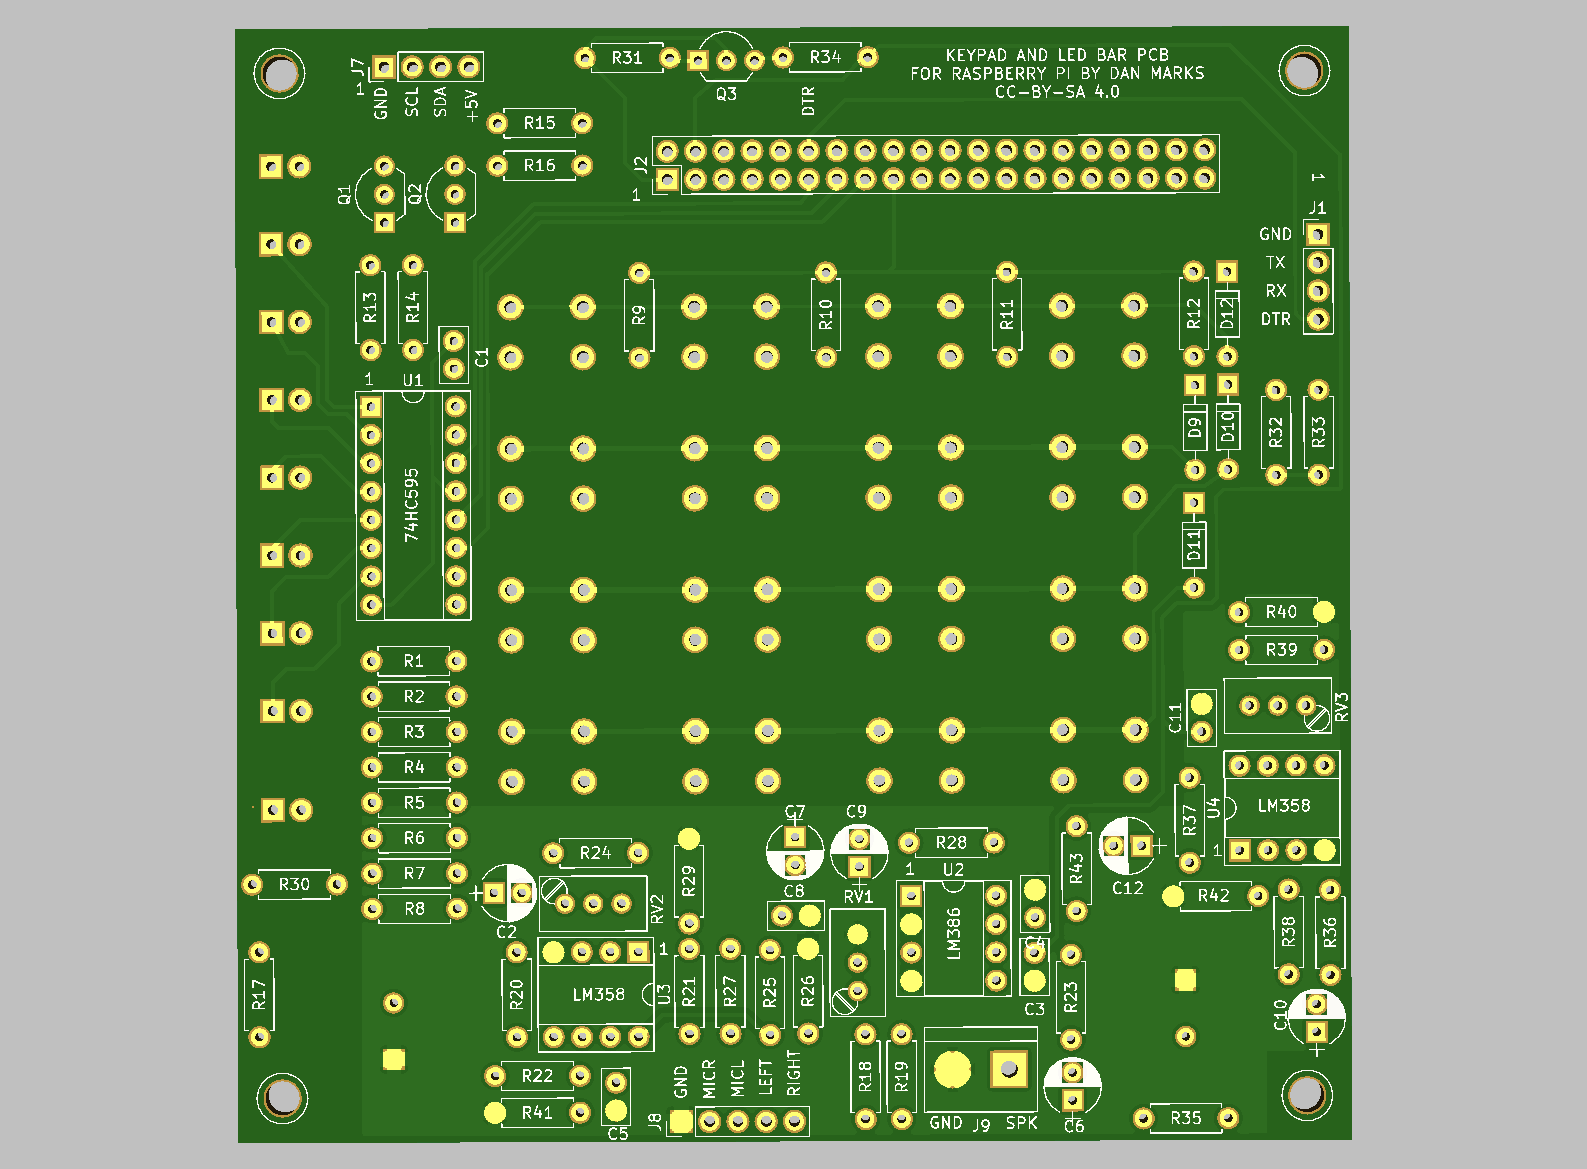 KEYPAD AND LED BAR PCB
FOR RASPBERRY PI BY DAN MARKS
CC-BY-SA 4.0
J7
1
GND
SCL
SDA
+5V
R31
Q3
R34
DTR
R15
R16
J2
1
Q1
Q2
1
J1
GND
TX
RX
DTR
R13
R14
C1
R9
R10
R11
R12
D12
1
U1
74HC595
D9
D10
R32
R33
D11
R40
R39
R1
R2
R3
R4
R5
R6
R7
R8
C11
RV3
R37
U4
LM358
1
C7
C9
R24
R29
R28
U2
1
LM386
R43
C12
R42
R30
C2
RV2
C8
RV1
C4
R38
R36
R17
R20
LM358
U3
1
R21
R27
R25
R26
C3
R23
C10
R22
R41
C5
GND
MICR
MICL
LEFT
RIGHT
J8
R18
R19
GND
J9
SPK
C6
R35